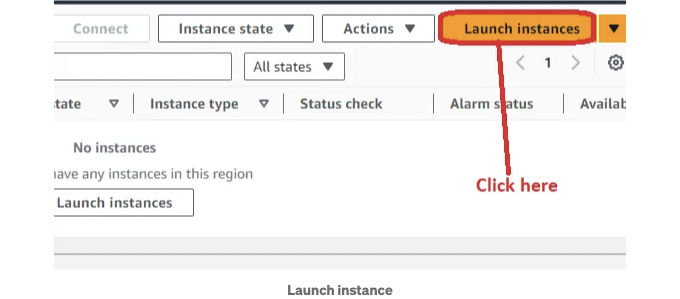 Connect Instance state Actions Launch instances
All states 1
tate Instance type Status check Alarm status Availab
No instances
have any instances in this region
Launch instances
Click here
Launch instance